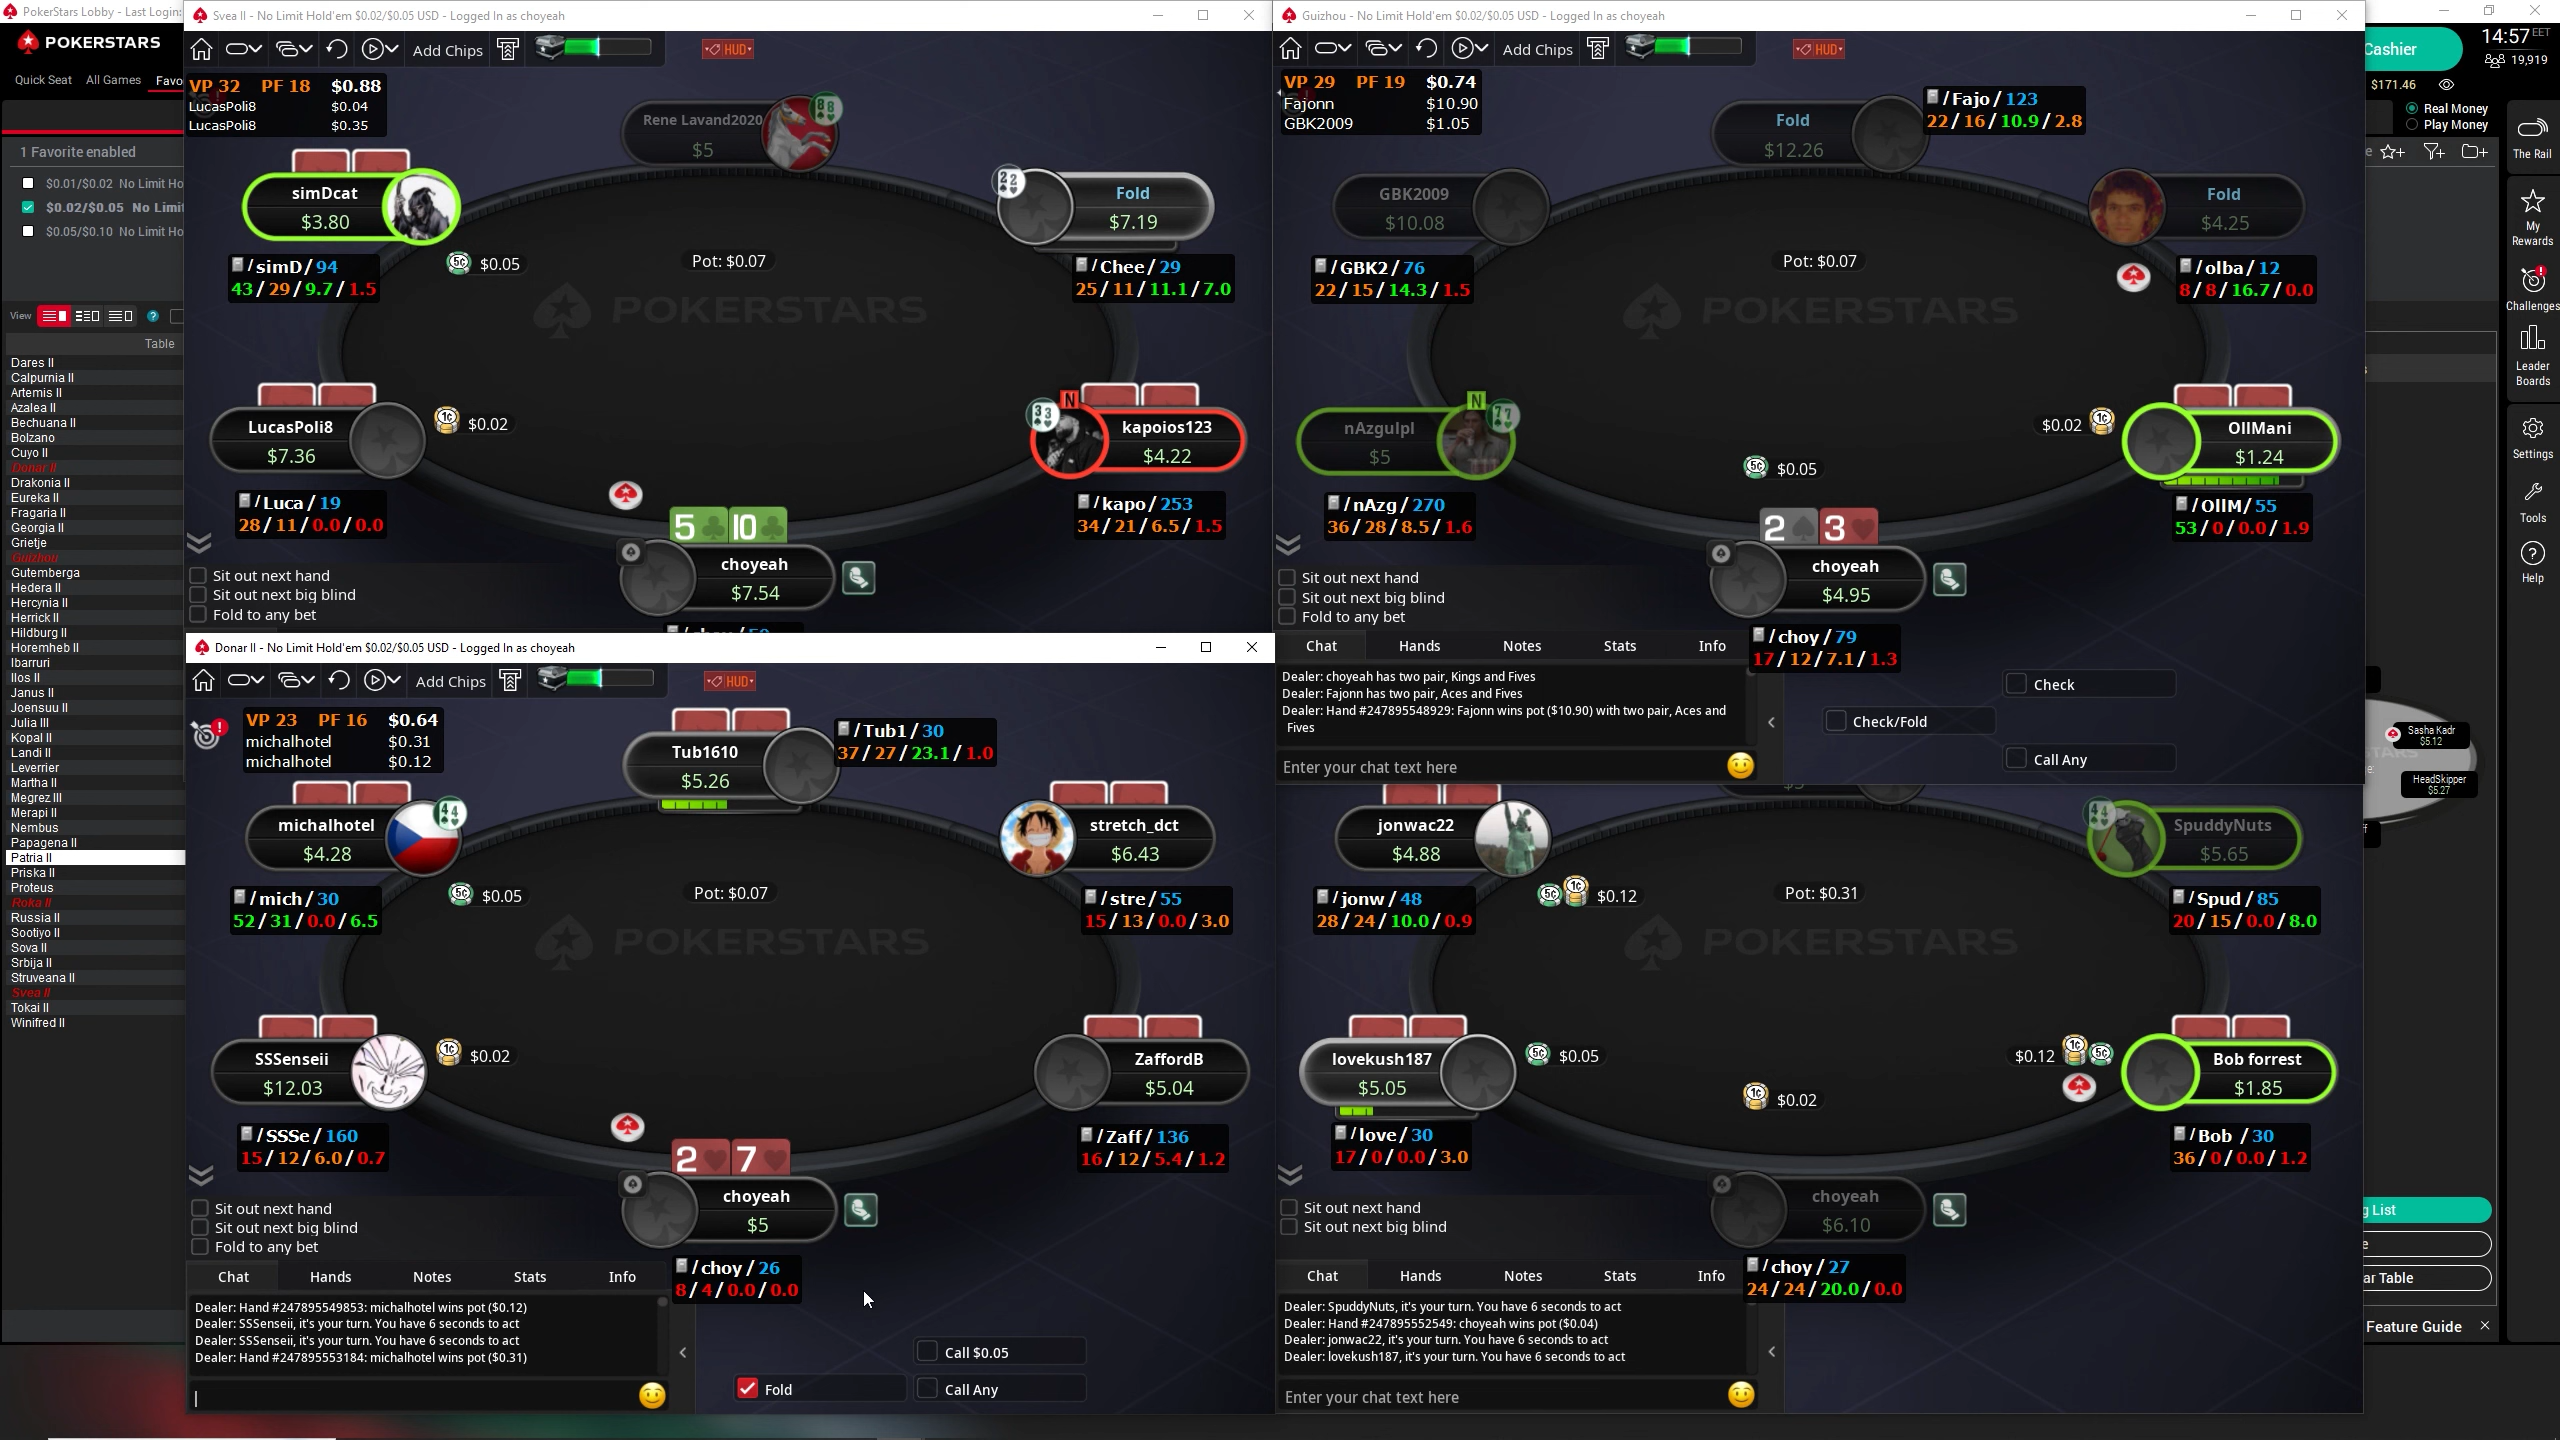 PokerStars Lobby - Last Login:
POKERSTARS
Quick Seat All Games Favo
1 Favorite enabled
$0.01/$0.02 No Limit Ho
$0.02/$0.05 No Limit
$0.05/$0.10 No Limit Ho
View
Table
Dares II
Calpurnia II
Artemis II
Azalea II
Bechuana II
Bolzano
Cuyo II
Donar II
Drakonia II
Eureka II
Fragaria II
Georgia II
Grietje
Guizhou
Gutemberga
Hedera II
Hercynia II
Herrick II
Hildburg II
Horemheb II
Ibarruri
Ilos II
Janus II
Joensuu II
Julia III
Kopal II
Landi II
Leverrier
Martha II
Megrez III
Merapi II
Nembus
Papagena II
Patria II
Priska II
Proteus
Roka II
Russia II
Sootiyo II
Sova II
Srbija II
Struveana II
Svea II
Tokai II
Winifred II
Svea II - No Limit Hold'em $0.02/$0.05 USD - Logged In as choyeah
Add Chips
HUD
VP 32 PF 18 $0.88
LucasPoli8 $0.04
LucasPoli8 $0.35
Rene Lavand2020
$5
88
simDcat
$3.80
22
Fold
$7.19
$0.05
Pot: $0.07
/ simD / 94
43 / 29 / 9.7 / 1.5
/ Chee / 29
25 / 11 / 11.1 / 7.0
POKERSTARS
LucasPoli8
$7.36
$0.02
N
33
kapoios123
$4.22
/ Luca / 19
28 / 11 / 0.0 / 0.0
/ kapo / 253
34 / 21 / 6.5 / 1.5
5 10
choyeah
$7.54
Sit out next hand
Sit out next big blind
Fold to any bet
Guizhou - No Limit Hold'em $0.02/$0.05 USD - Logged In as choyeah
Add Chips
HUD
VP 29 PF 19 $0.74
Fajonn $10.90
GBK2009 $1.05
Fold
$12.26
/ Fajo / 123
22 / 16 / 10.9 / 2.8
GBK2009
$10.08
Fold
$4.25
Pot: $0.07
/ GBK2 / 76
22 / 15 / 14.3 / 1.5
/ olba / 12
8 / 8 / 16.7 / 0.0
POKERSTARS
N
77
nAzgulpl
$5
$0.02
OllMani
$1.24
$0.05
/ nAzg / 270
36 / 28 / 8.5 / 1.6
/ OllM / 55
53 / 0 / 0.0 / 1.9
2 3
choyeah
$4.95
Sit out next hand
Sit out next big blind
Fold to any bet
/ choy / 79
17 / 12 / 7.1 / 1.3
Chat Hands Notes Stats Info
Dealer: choyeah has two pair, Kings and Fives
Dealer: Fajonn has two pair, Aces and Fives
Dealer: Hand #247895548929: Fajonn wins pot ($10.90) with two pair, Aces and
Fives
Enter your chat text here
Check
Check/Fold
Call Any
Donar II - No Limit Hold'em $0.02/$0.05 USD - Logged In as choyeah
Add Chips
HUD
VP 23 PF 16 $0.64
michalhotel $0.31
michalhotel $0.12
Tub1610
$5.26
/ Tub1 / 30
37 / 27 / 23.1 / 1.0
michalhotel
$4.28
44
stretch_dct
$6.43
$0.05
Pot: $0.07
/ mich / 30
52 / 31 / 0.0 / 6.5
/ stre / 55
15 / 13 / 0.0 / 3.0
POKERSTARS
SSSenseii
$12.03
$0.02
ZaffordB
$5.04
/ SSSe / 160
15 / 12 / 6.0 / 0.7
/ Zaff / 136
16 / 12 / 5.4 / 1.2
2 7
choyeah
$5
Sit out next hand
Sit out next big blind
Fold to any bet
/ choy / 26
8 / 4 / 0.0 / 0.0
Chat Hands Notes Stats Info
Dealer: Hand #247895549853: michalhotel wins pot ($0.12)
Dealer: SSSenseii, it's your turn. You have 6 seconds to act
Dealer: SSSenseii, it's your turn. You have 6 seconds to act
Dealer: Hand #247895553184: michalhotel wins pot ($0.31)
Call $0.05
Fold
Call Any
jonwac22
$4.88
44
SpuddyNuts
$5.65
$0.12
Pot: $0.31
/ jonw / 48
28 / 24 / 10.0 / 0.9
/ Spud / 85
20 / 15 / 0.0 / 8.0
POKERSTARS
lovekush187
$5.05
$0.05
$0.12
Bob forrest
$1.85
$0.02
/ love / 30
17 / 0 / 0.0 / 3.0
/ Bob / 30
36 / 0 / 0.0 / 1.2
choyeah
$6.10
Sit out next hand
Sit out next big blind
/ choy / 27
24 / 24 / 20.0 / 0.0
Chat Hands Notes Stats Info
Dealer: SpuddyNuts, it's your turn. You have 6 seconds to act
Dealer: Hand #247895552549: choyeah wins pot ($0.04)
Dealer: jonwac22, it's your turn. You have 6 seconds to act
Dealer: lovekush187, it's your turn. You have 6 seconds to act
Enter your chat text here
Cashier
14:57 EET
19,919
$171.46
Real Money
Play Money
The Rail
My
Rewards
Challenges
Leader
Boards
Settings
Tools
Help
Sasha Kadr
$5.12
HeadSkipper
$5.27
g List
e
ar Table
Feature Guide